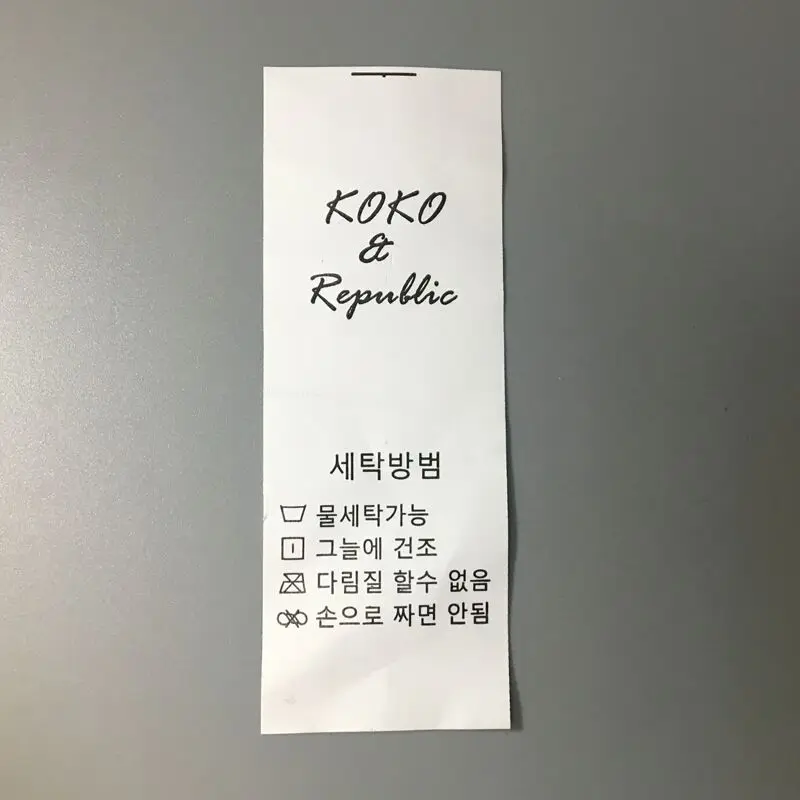 KOKO
&
Republic
세탁방범
물세탁가능
그늘에 건조
다림질 할수 없음
손으로 짜면 안됨